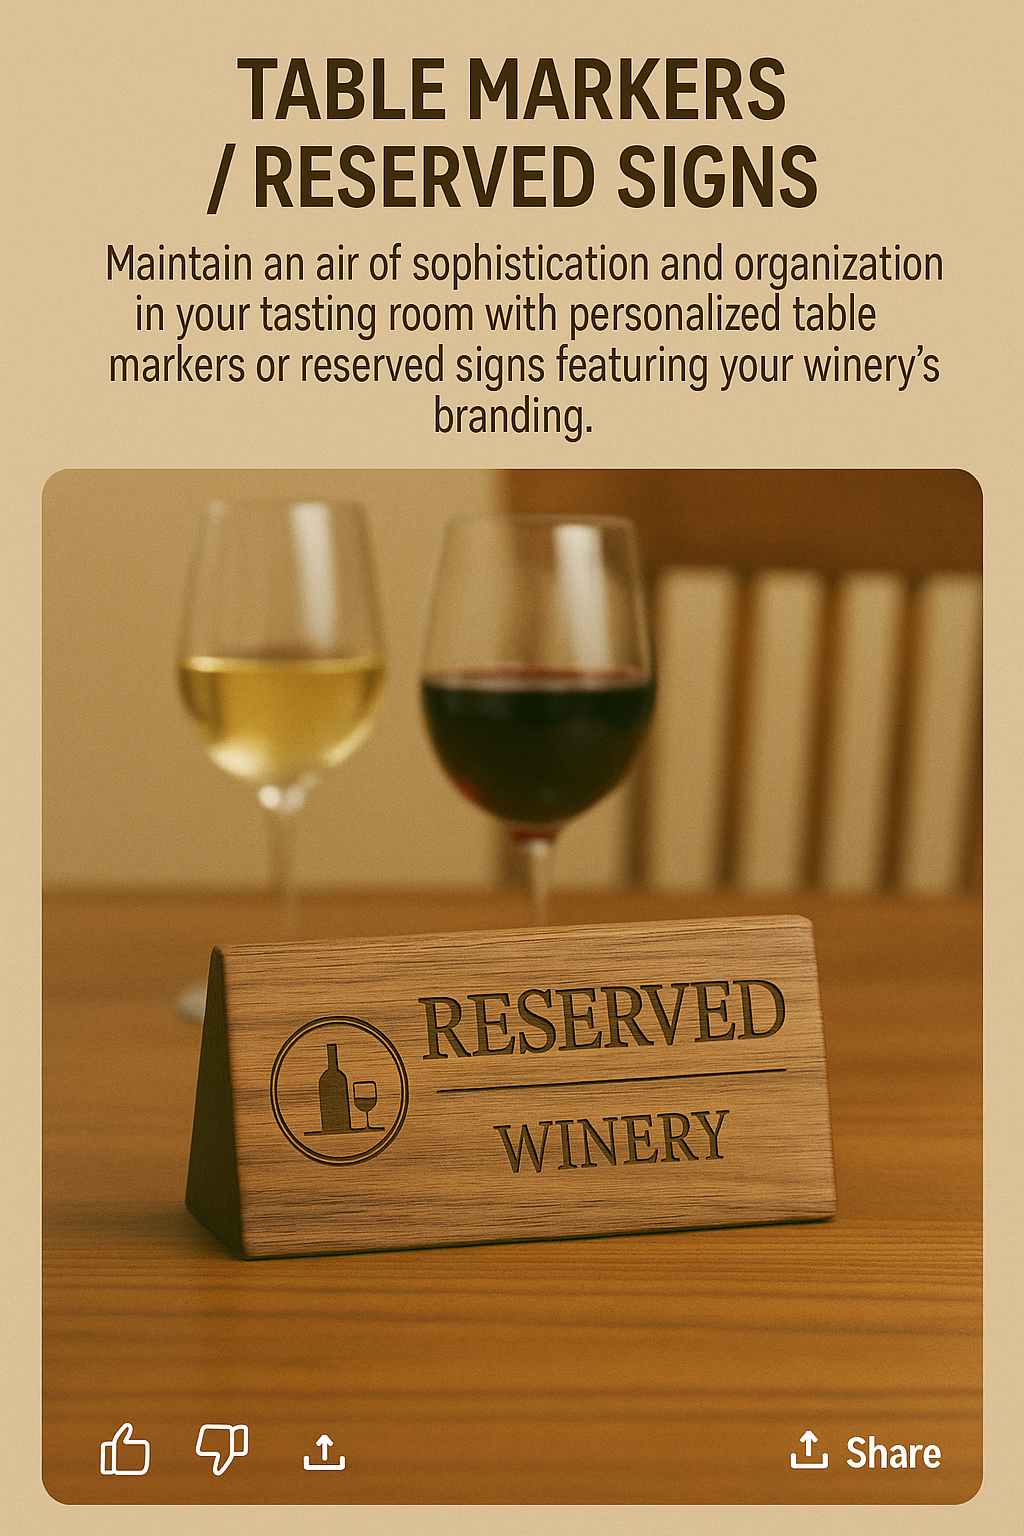 TABLE MARKERS
/ RESERVED SIGNS
Maintain an air of sophistication and organization
in your tasting room with personalized table
markers or reserved signs featuring your winery’s
branding.
RESERVED
WINERY
Share